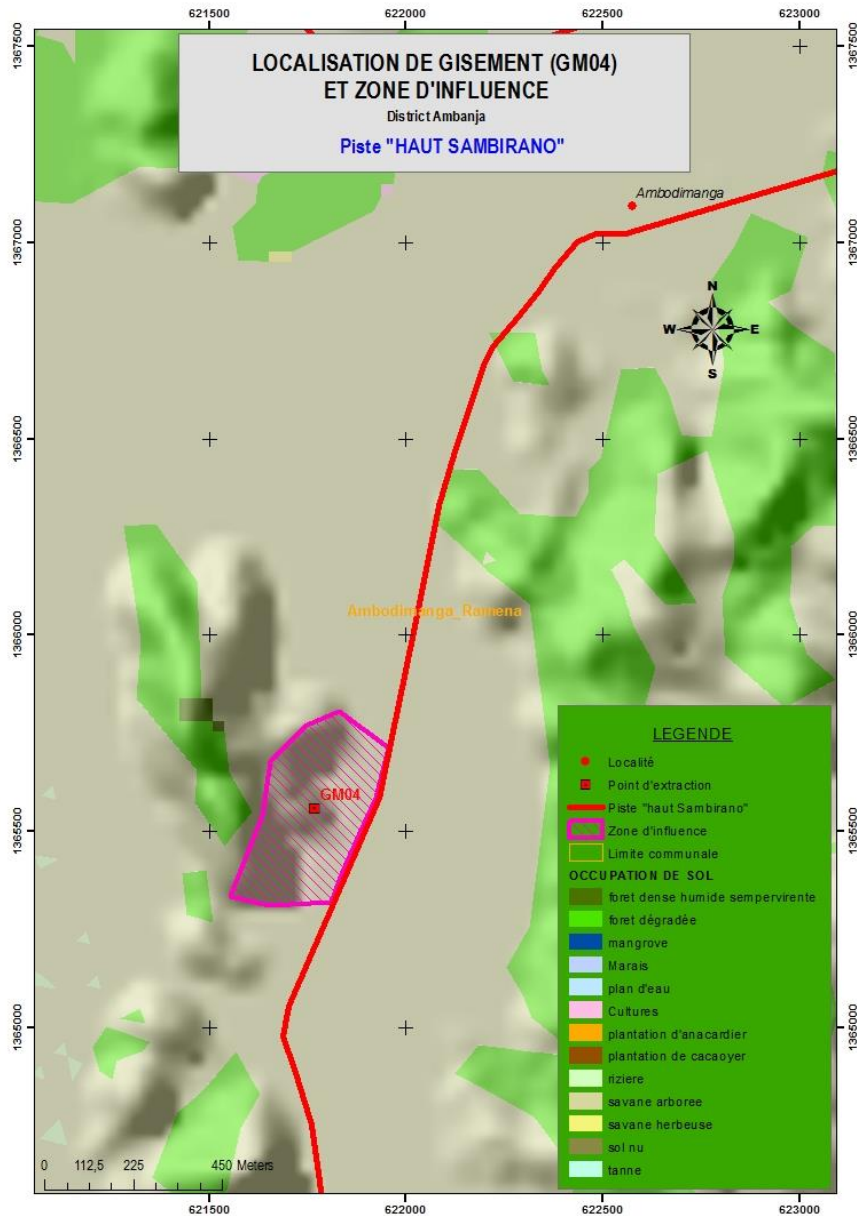 621500 622000 622500 623000
1367500
1367500
LOCALISATION DE GISEMENT (GM04)
ET ZONE D'INFLUENCE
District Ambanja
Piste "HAUT SAMBIRANO"
Ambodimanga
1367000
1367000
N
W E
S
1366500
1366500
Ambodimanga_Ramena
1366000
1366000
GM04
1365500
1365500
1365000
1365000
LEGENDE
Localité
Point d'extraction
Piste "haut Sambirano"
Zone d'influence
Limite communale
OCCUPATION DE SOL
foret dense humide sempervirente
foret dégradée
mangrove
Marais
plan d'eau
Cultures
plantation d'anacardier
plantation de cacaoyer
riziere
savane arboree
savane herbeuse
sol nu
tanne
0 112,5 225 450 Meters
621500 622000 622500 623000